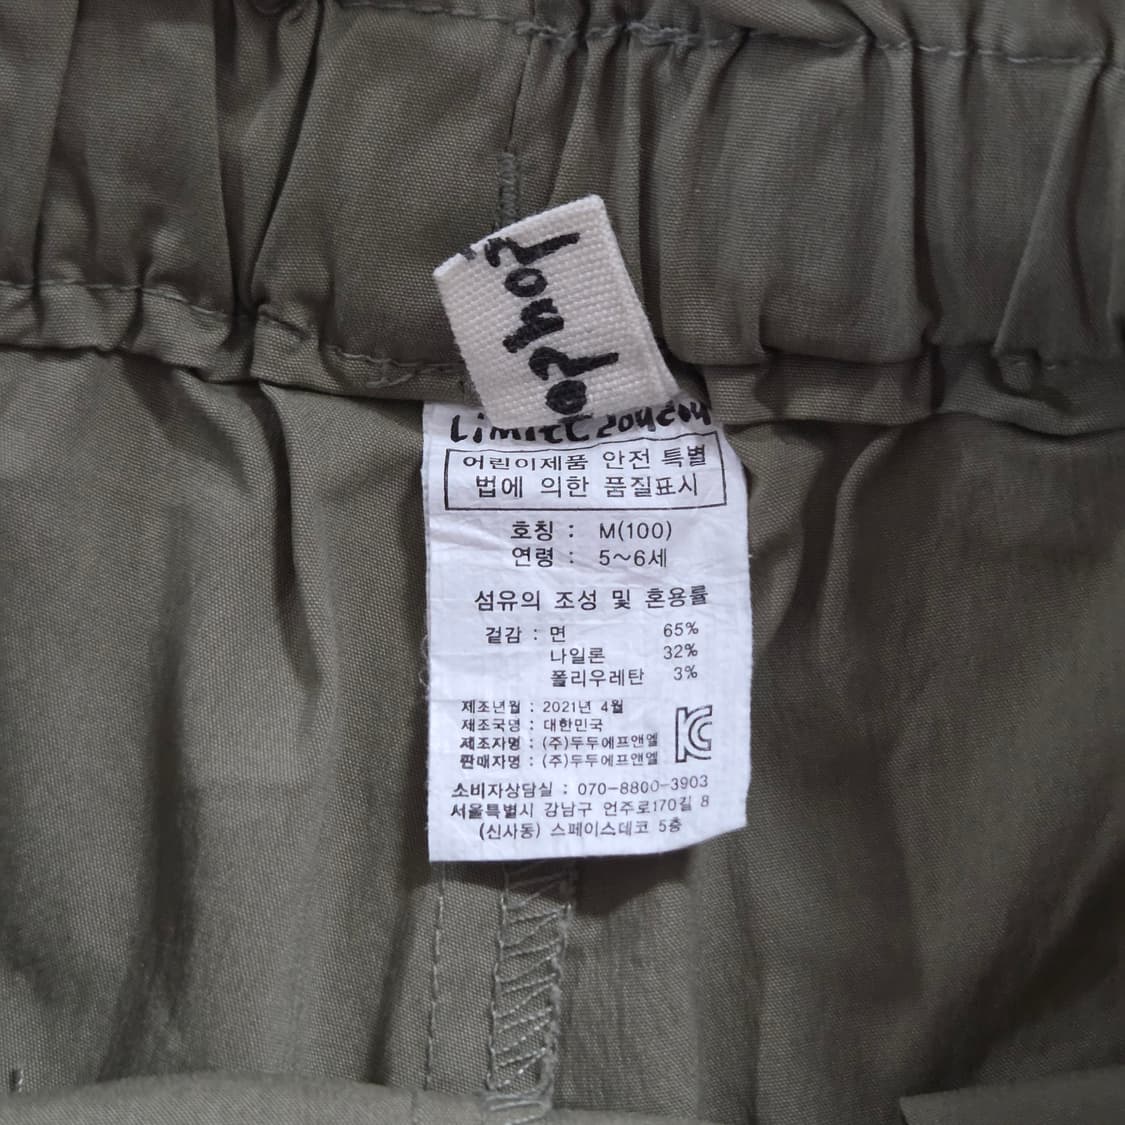 어린이제품 안전 특별
법에 의한 품질표시
호칭 : M(100)
연령 : 5~6세
섬유의 조성 및 혼용률
겉감 : 면 65%
나일론 32%
폴리우레탄 3%
제조년월 : 2021년 4월
제조국명 : 대한민국
제조자명 : (주)두두에프앤엘
판매자명 : (주)두두에프앤엘
KC
소비자상담실 : 070-8800-3903
서울특별시 강남구 언주로170길 8
(신사동) 스페이스데코 5층